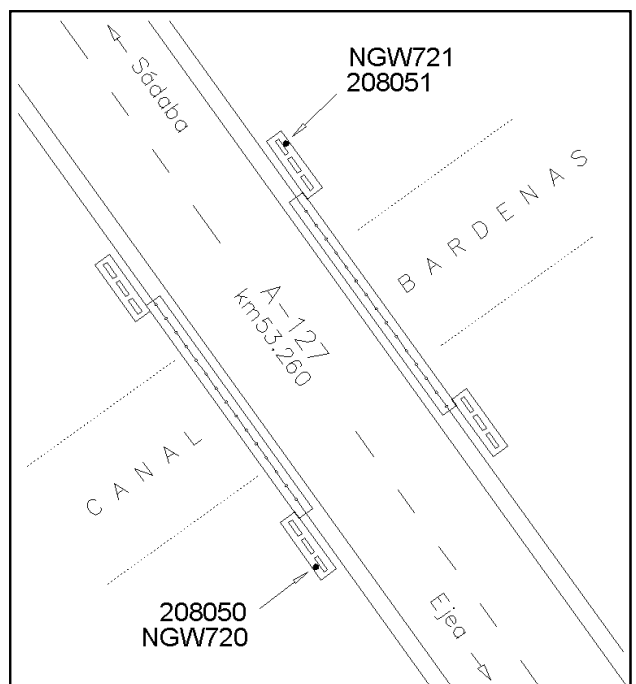 NGW721
208051
Sádaba
BARDENAS
A-127
km53.260
CANAL
208050
NGW720
Ejea